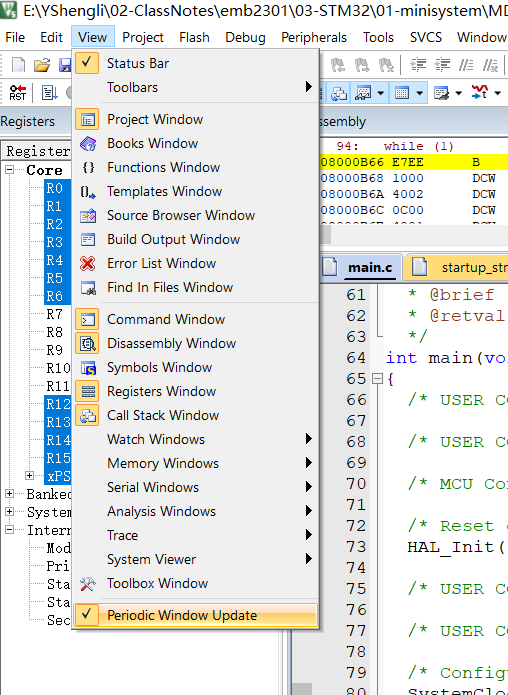 E:\YShengli\02-ClassNotes\emb2301\03-STM32\01-minisystem\MD
File Edit View Project Flash Debug Peripherals Tools SVCS Window
RST
Registers
Register
Core
R0
R1
R2
R3
R4
R5
R6
R7
R8
R9
R10
R11
R12
R13
R14
R15
xPS
Banked
System
Intern
Mod
Pri
Sta
Sta
Sec
Status Bar
Toolbars
Project Window
Books Window
{} Functions Window
Templates Window
Source Browser Window
Build Output Window
Error List Window
Find In Files Window
Command Window
Disassembly Window
Symbols Window
Registers Window
Call Stack Window
Watch Windows
Memory Windows
Serial Windows
Analysis Windows
Trace
System Viewer
Toolbox Window
Periodic Window Update
ssembly
94: while (1)
08000B66 E7EE B
08000B68 1000 DCW
08000B6A 4002 DCW
08000B6C 0C00 DCW
main.c startup_str
61 * @brief
62 * @retval
63 */
64 int main(voi
65 {
66 /* USER CO
67
68 /* USER CO
69
70 /* MCU Con
71
72 /* Reset o
73 HAL_Init(
74
75 /* USER CO
76
77 /* USER CO
78
79 /* Config
80 SystemClo